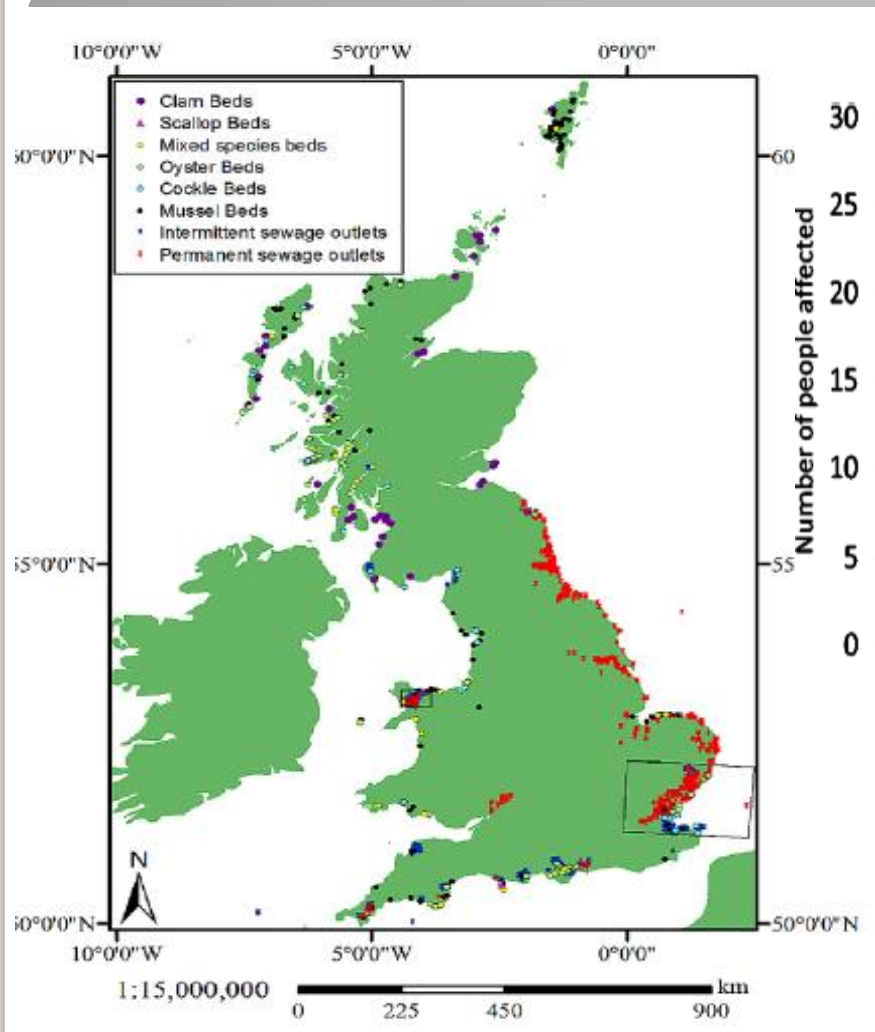 10°0'0"W 5°0'0"W 0°0'0"
Clam Beds
Scallop Beds
Mixed species beds
Oyster Beds
Cockle Beds
Mussel Beds
Intermittent sewage outlets
Permanent sewage outlets
50°0'0"N
60
55°0'0"N
55
50°0'0"N
50°0'0"N
N
10°0'0"W 5°0'0"W 0°0'0"
1:15,000,000
km
0 225 450 900
Number of people affected
30
25
20
15
10
5
0